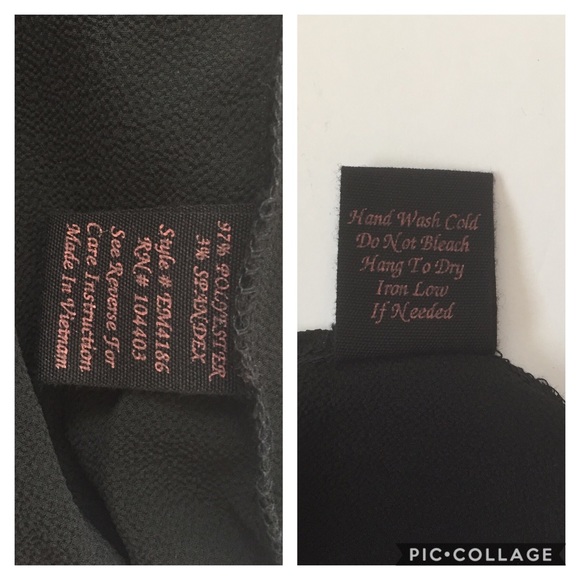 97% POLYESTER
3% SPANDEX
Style # EM4186
RN# 104403
See Reverse For
Care Instruction
Made In Vietnam
Hand Wash Cold
Do Not Bleach
Hang To Dry
Iron Low
If Needed
PIC•COLLAGE